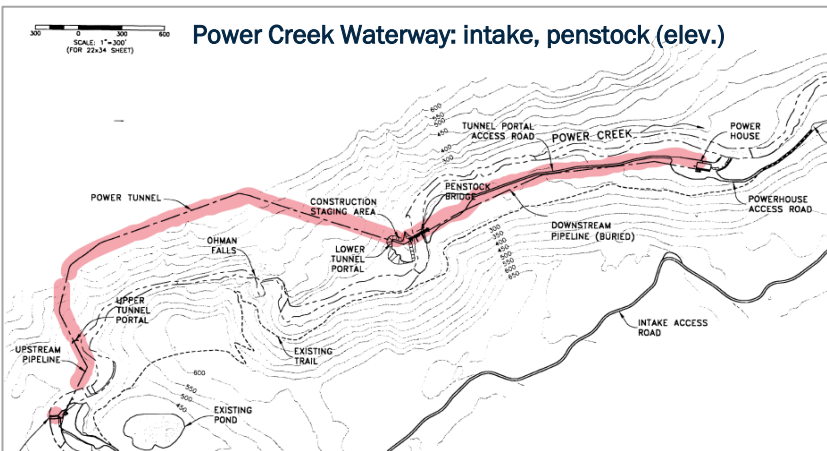 Power Creek Waterway: intake, penstock (elev.)
300 0 300 600
SCALE: 1"=300'
(FOR 22x34 SHEET)
600
550
500
450
400
300
TUNNEL PORTAL
ACCESS ROAD
POWER CREEK
POWER
HOUSE
POWER TUNNEL
CONSTRUCTION
STAGING AREA
PENSTOCK
BRIDGE
POWERHOUSE
ACCESS ROAD
OHMAN
FALLS
LOWER
TUNNEL
PORTAL
DOWNSTREAM
PIPELINE (BURIED)
300
350
400
450
500
550
600
650
UPPER
TUNNEL
PORTAL
INTAKE ACCESS
ROAD
UPSTREAM
PIPELINE
EXISTING
TRAIL
600
550
500
450
EXISTING
POND